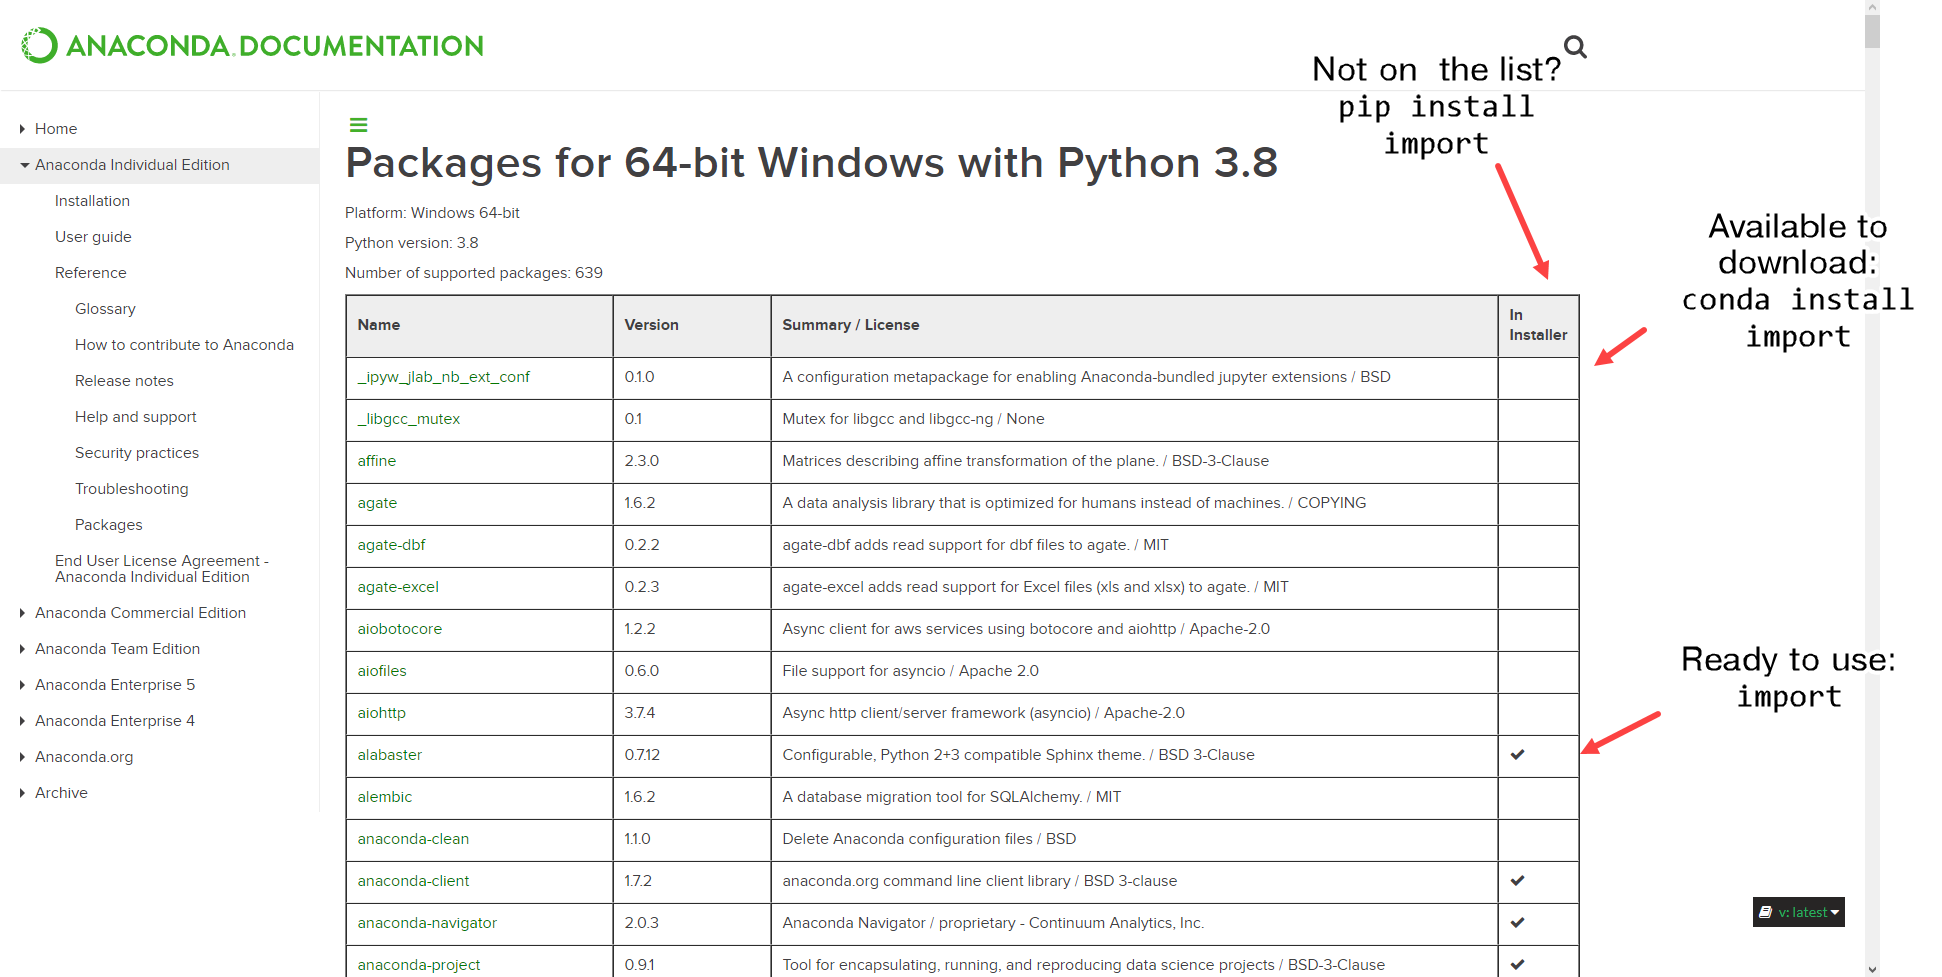 ANACONDA. DOCUMENTATION
Not on the list?
pip install
import
Home
Anaconda Individual Edition
Installation
User guide
Reference
Glossary
How to contribute to Anaconda
Release notes
Help and support
Security practices
Troubleshooting
Packages
End User License Agreement -
Anaconda Individual Edition
Anaconda Commercial Edition
Anaconda Team Edition
Anaconda Enterprise 5
Anaconda Enterprise 4
Anaconda.org
Archive
Packages for 64-bit Windows with Python 3.8
Platform: Windows 64-bit
Python version: 3.8
Number of supported packages: 639
Available to
download:
conda install
import
Name Version Summary / License In
Installer
_ipyw_jlab_nb_ext_conf 0.1.0 A configuration metapackage for enabling Anaconda-bundled jupyter extensions / BSD
_libgcc_mutex 0.1 Mutex for libgcc and libgcc-ng / None
affine 2.3.0 Matrices describing affine transformation of the plane. / BSD-3-Clause
agate 1.6.2 A data analysis library that is optimized for humans instead of machines. / COPYING
agate-dbf 0.2.2 agate-dbf adds read support for dbf files to agate. / MIT
agate-excel 0.2.3 agate-excel adds read support for Excel files (xls and xlsx) to agate. / MIT
aiobotocore 1.2.2 Async client for aws services using botocore and aiohttp / Apache-2.0
aiofiles 0.6.0 File support for asyncio / Apache 2.0
aiohttp 3.7.4 Async http client/server framework (asyncio) / Apache-2.0
alabaster 0.7.12 Configurable, Python 2+3 compatible Sphinx theme. / BSD 3-Clause ✔
alembic 1.6.2 A database migration tool for SQLAlchemy. / MIT
anaconda-clean 1.1.0 Delete Anaconda configuration files / BSD
anaconda-client 1.7.2 anaconda.org command line client library / BSD 3-clause ✔
anaconda-navigator 2.0.3 Anaconda Navigator / proprietary - Continuum Analytics, Inc. ✔
anaconda-project 0.9.1 Tool for encapsulating, running, and reproducing data science projects / BSD-3-Clause ✔
Ready to use:
import
v: latest